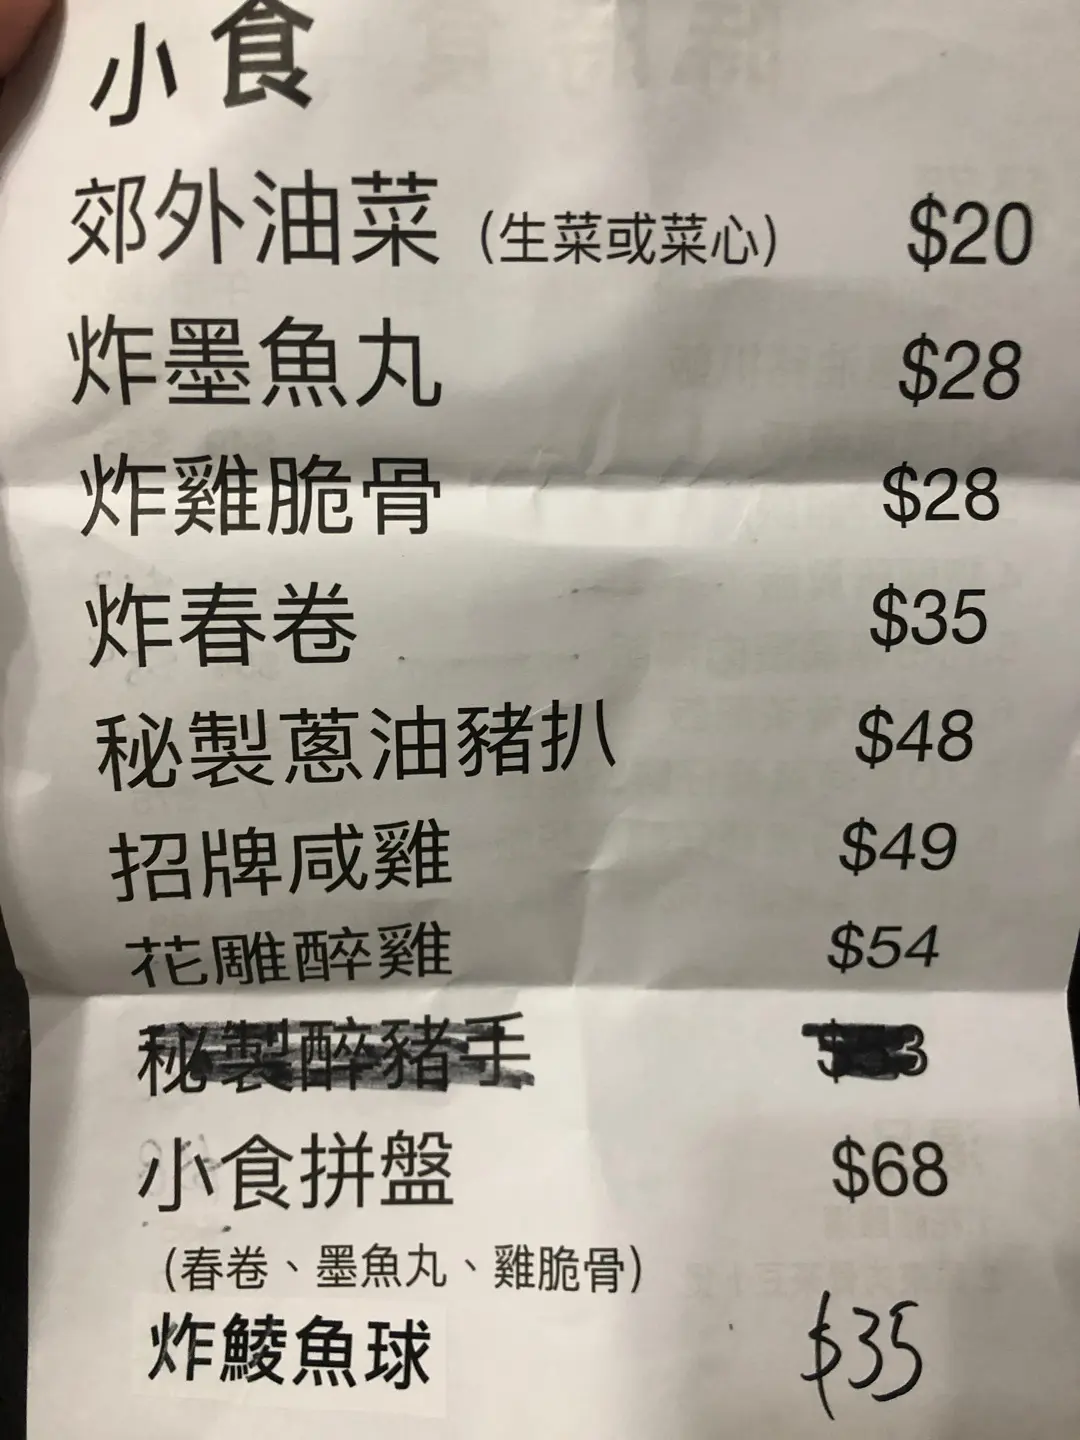 小食
郊外油菜 (生菜或菜心) $20
炸墨魚丸 $28
炸雞脆骨 $28
炸春卷 $35
秘製蔥油豬扒 $48
招牌咸雞 $49
花雕醉雞 $54
秘製醉豬手
小食拼盤 $68
(春卷、墨魚丸、雞脆骨)
炸鯪魚球 $35